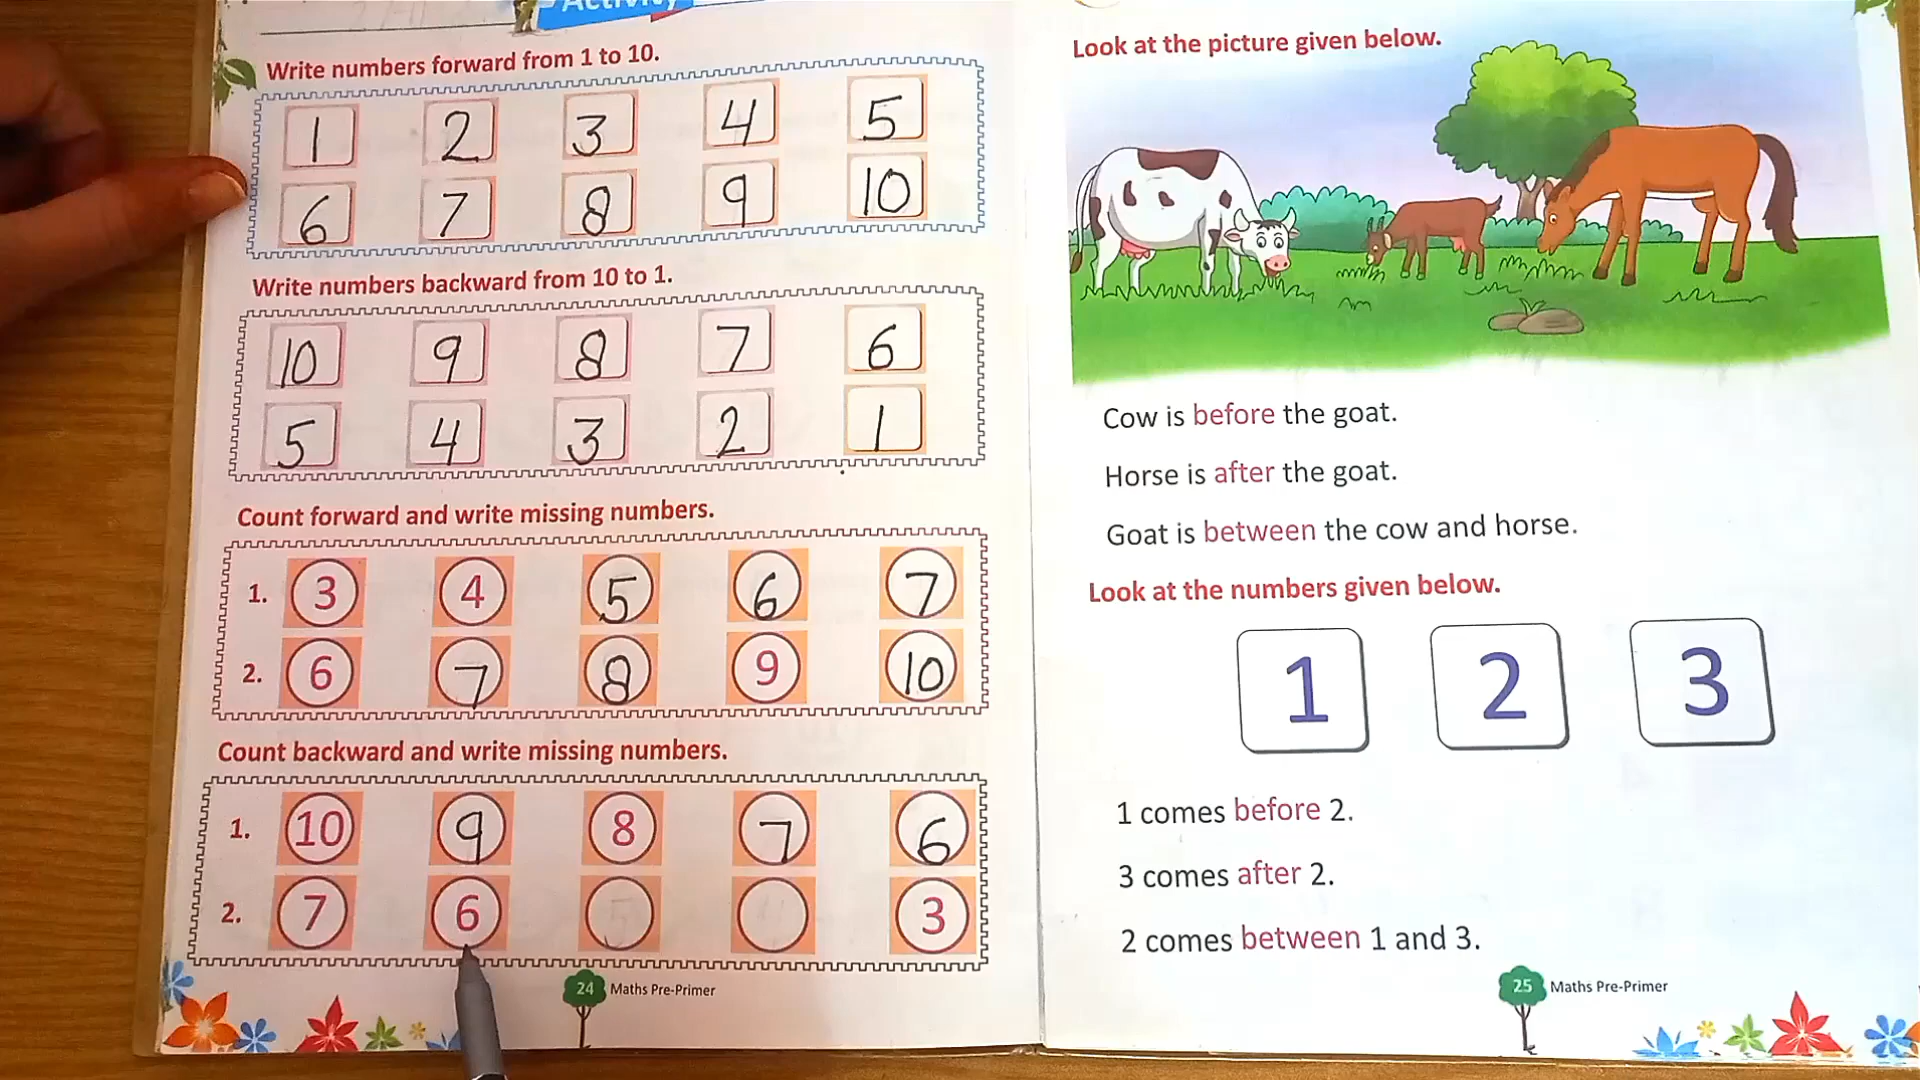 Activity
Write numbers forward from 1 to 10.
1 2 3 4 5
6 7 8 9 10
Write numbers backward from 10 to 1.
10 9 8 7 6
5 4 3 2 1
Count forward and write missing numbers.
1. 3 4 5 6 7
2. 6 7 8 9 10
Count backward and write missing numbers.
1. 10 9 8 7 6
2. 7 6 3
24 Maths Pre-Primer
Look at the picture given below.
Cow is before the goat.
Horse is after the goat.
Goat is between the cow and horse.
Look at the numbers given below.
1 2 3
1 comes before 2.
3 comes after 2.
2 comes between 1 and 3.
25 Maths Pre-Primer